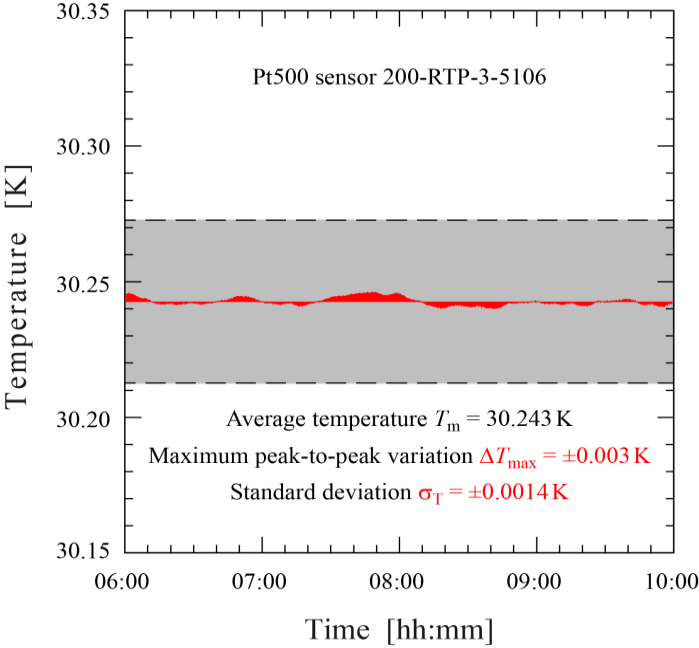 30.35
Pt500 sensor 200-RTP-3-5106
30.30
30.25
30.20
30.15
Temperature [K]
Average temperature Tm = 30.243 K
Maximum peak-to-peak variation ΔTmax = ±0.003 K
Standard deviation σT = ±0.0014 K
06:00 07:00 08:00 09:00 10:00
Time [hh:mm]